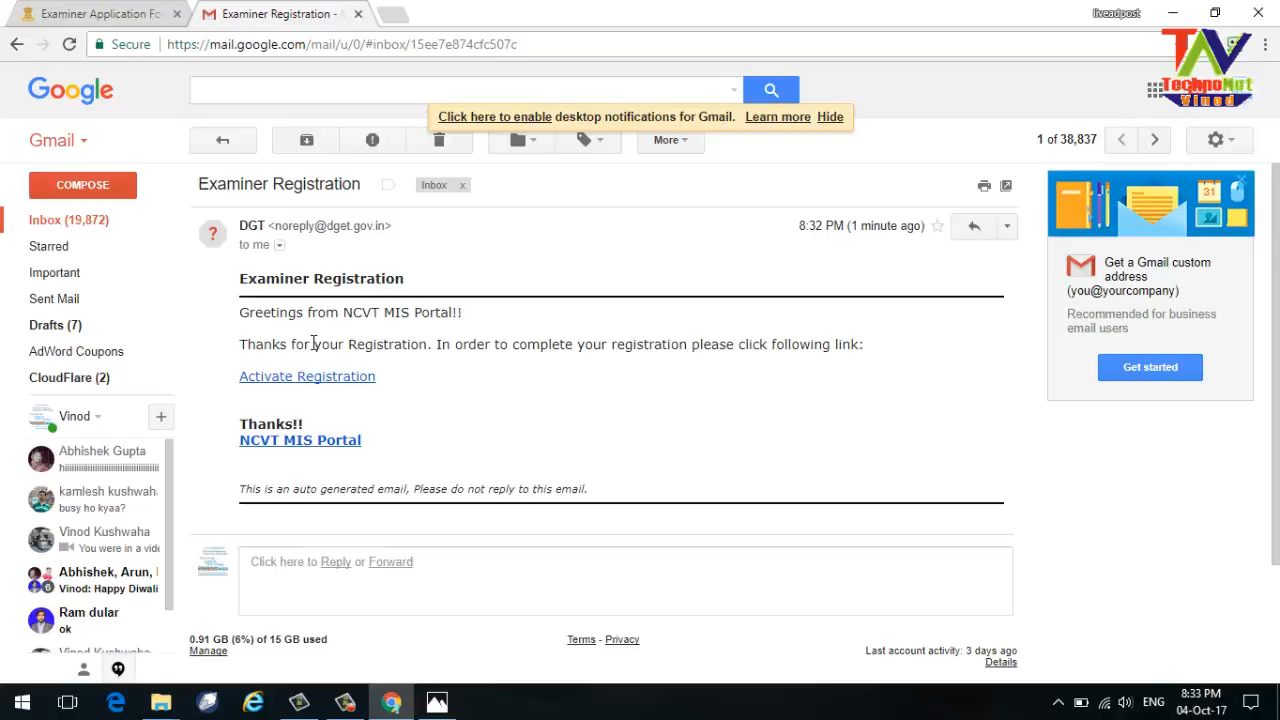 Examiner Application Fo
Examiner Registration -
liveadpost
Secure
https://mail.google.com/mail/u/0/#inbox/15ee7e874cfc507c
TNV
TechnoNet
Vinod
Google
Click here to enable desktop notifications for Gmail. Learn more Hide
Gmail
More
1 of 38,837
COMPOSE
Examiner Registration
Inbox x
Inbox (19,872)
Starred
Important
Sent Mail
Drafts (7)
AdWord Coupons
CloudFlare (2)
DGT <noreply@dget.gov.in>
to me
8:32 PM (1 minute ago)
Examiner Registration
Greetings from NCVT MIS Portal!!
Thanks for your Registration. In order to complete your registration please click following link:
Activate Registration
Thanks!!
NCVT MIS Portal
This is an auto generated email, Please do not reply to this email.
31
Get a Gmail custom
address
(you@yourcompany)
Recommended for business
email users
Get started
Vinod
Abhishek Gupta
kamlesh kushwaha
busy ho kyaa?
Vinod Kushwaha
You were in a vide
Abhishek, Arun,
6
Vinod: Happy Diwali
Ram dular
ok
Click here to Reply or Forward
0.91 GB (6%) of 15 GB used
Manage
Terms - Privacy
Last account activity: 3 days ago
Details
ENG
8:33 PM
04-Oct-17